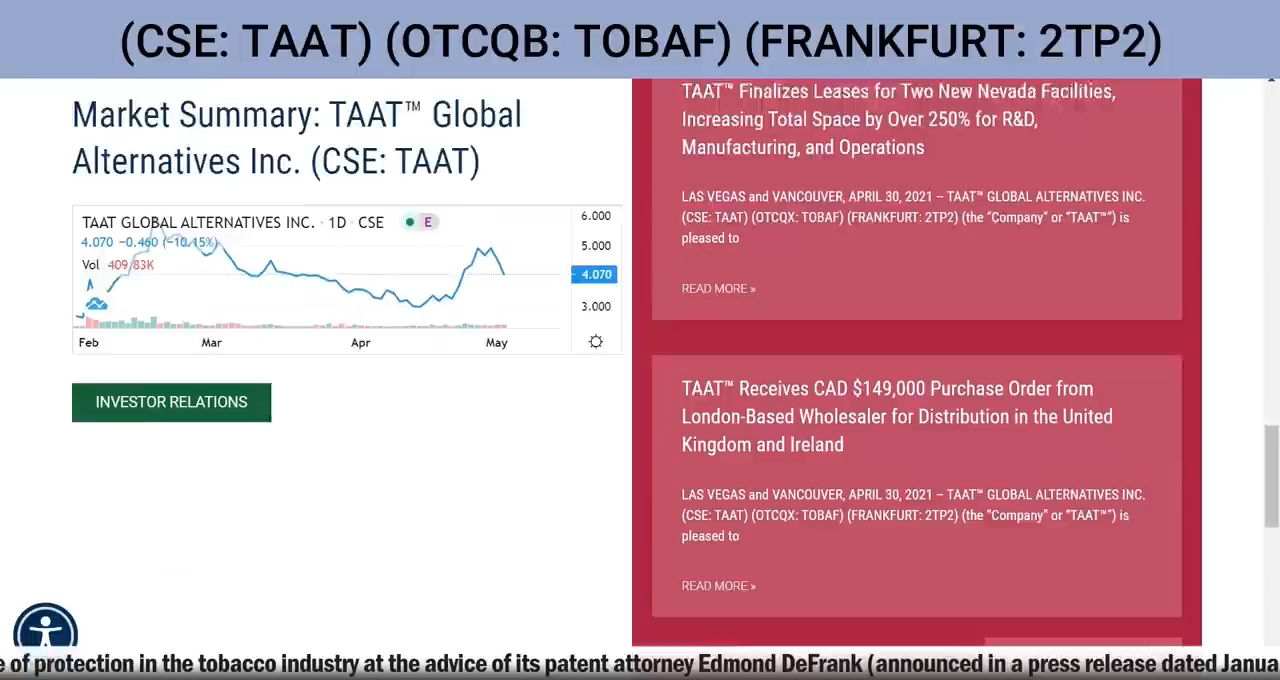 (CSE: TAAT) (OTCQB: TOBAF) (FRANKFURT: 2TP2)
Market Summary: TAAT™ Global
Alternatives Inc. (CSE: TAAT)
TAAT GLOBAL ALTERNATIVES INC. · 1D · CSE
E
4.070 −0.460 (−10.15%)
Vol 409.83K
6.000
5.000
4.070
3.000
Feb Mar Apr May
INVESTOR RELATIONS
TAAT™ Finalizes Leases for Two New Nevada Facilities,
Increasing Total Space by Over 250% for R&D,
Manufacturing, and Operations
LAS VEGAS and VANCOUVER, APRIL 30, 2021 – TAAT™ GLOBAL ALTERNATIVES INC.
(CSE: TAAT) (OTCQX: TOBAF) (FRANKFURT: 2TP2) (the “Company” or “TAAT™”) is
pleased to
READ MORE »
TAAT™ Receives CAD $149,000 Purchase Order from
London-Based Wholesaler for Distribution in the United
Kingdom and Ireland
LAS VEGAS and VANCOUVER, APRIL 30, 2021 – TAAT™ GLOBAL ALTERNATIVES INC.
(CSE: TAAT) (OTCQX: TOBAF) (FRANKFURT: 2TP2) (the “Company” or “TAAT™”) is
pleased to
READ MORE »
e of protection in the tobacco industry at the advice of its patent attorney Edmond DeFrank (announced in a press release dated Janua